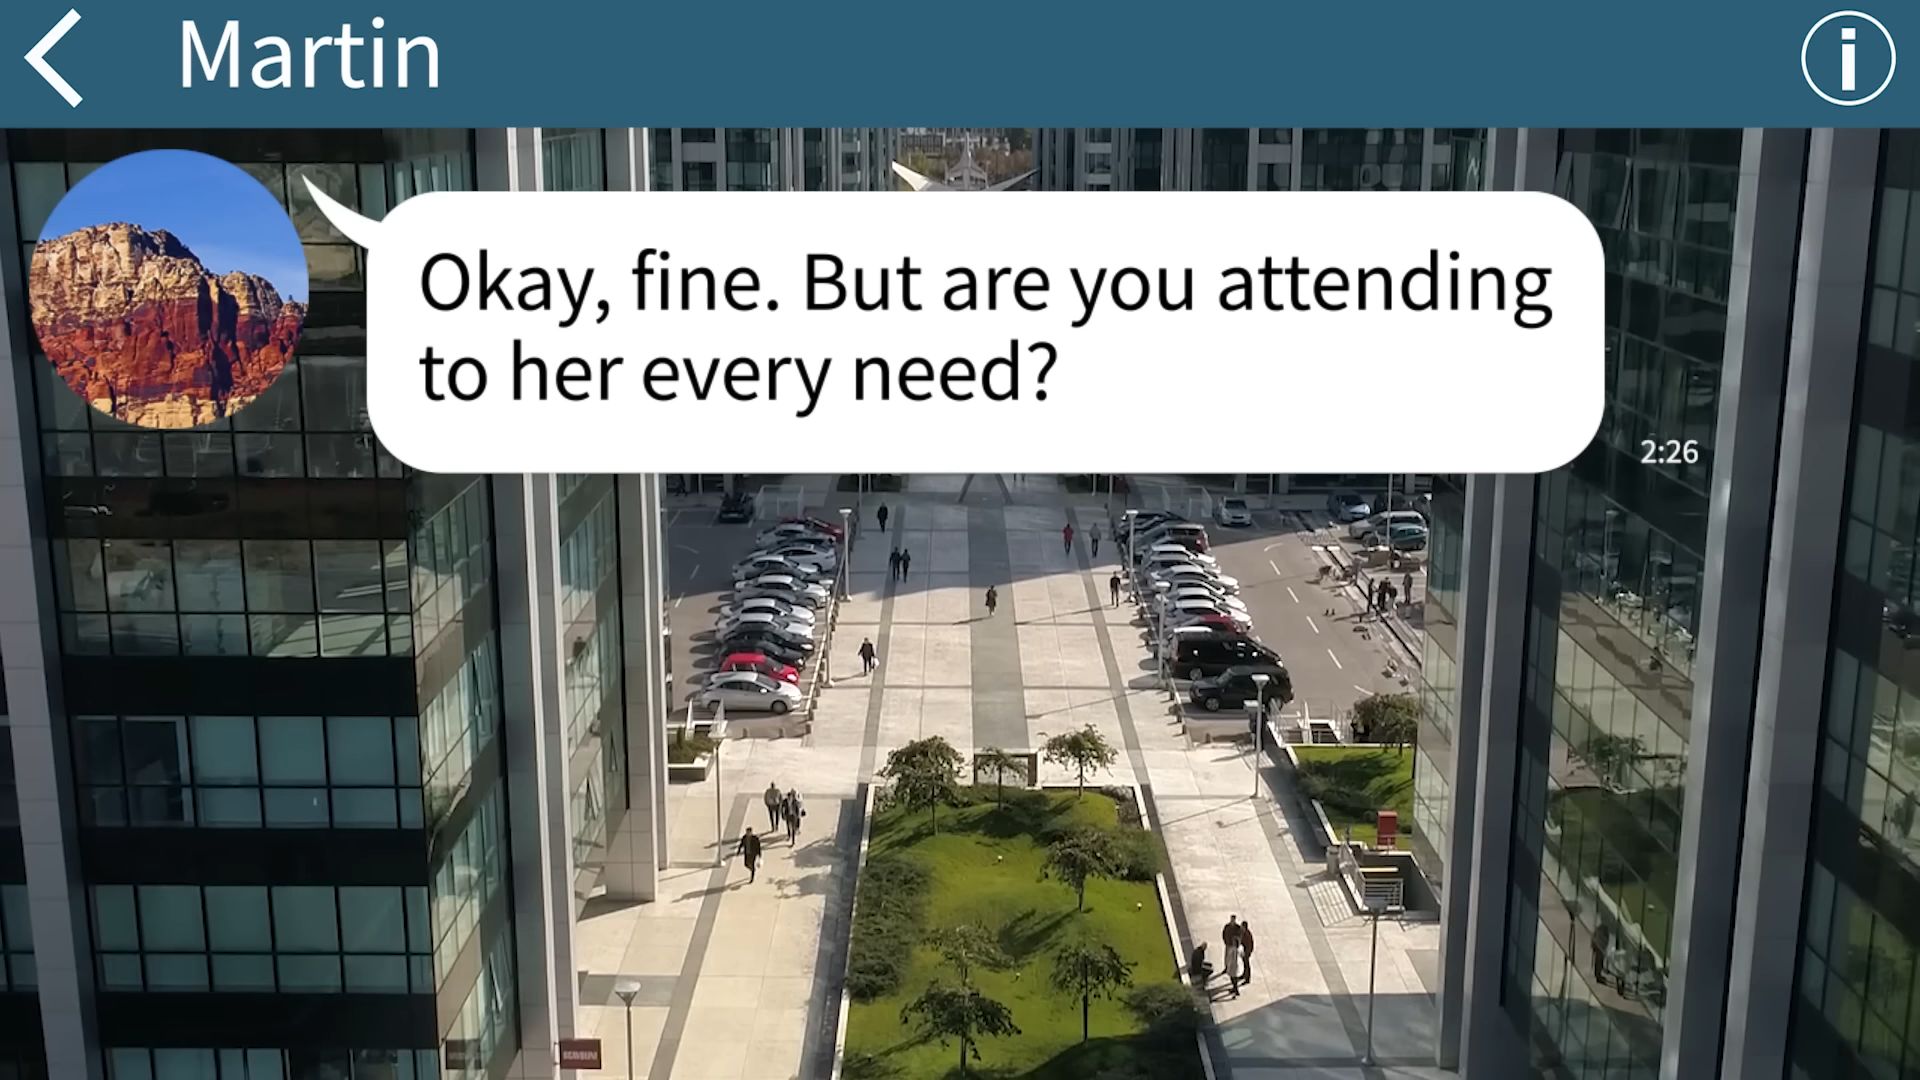 Martin
Okay, fine. But are you attending
to her every need?
2:26